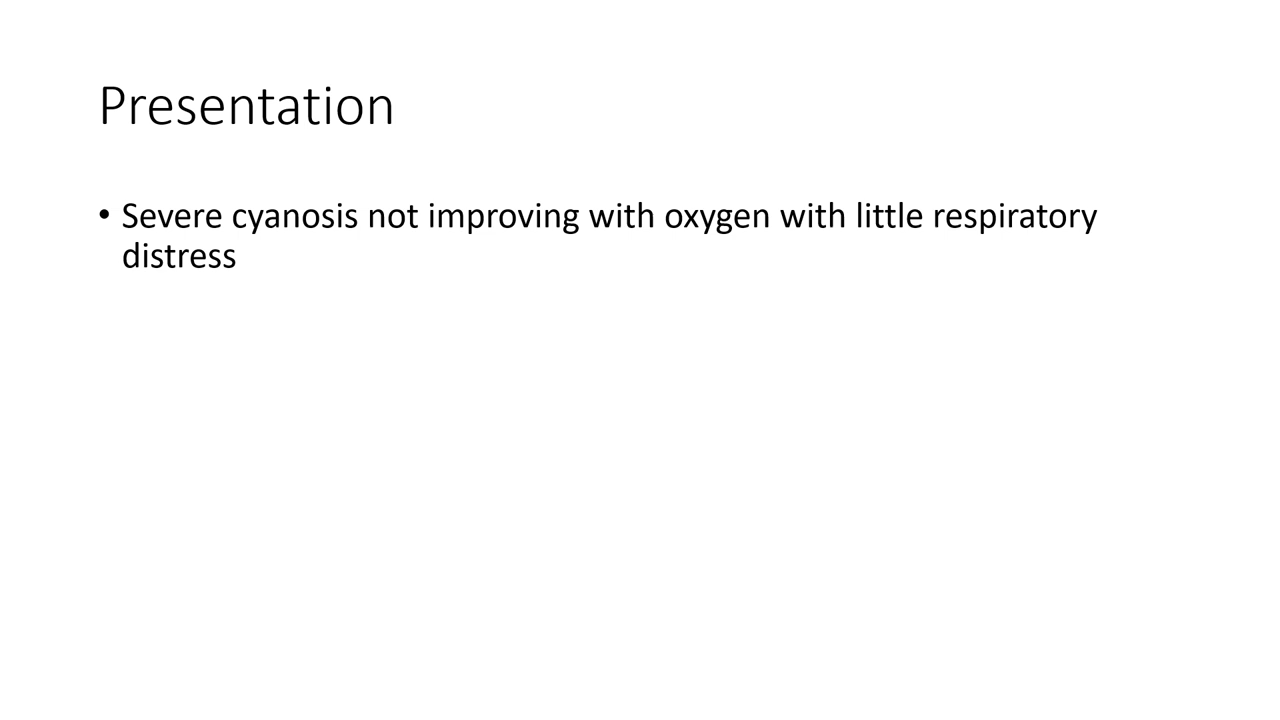 Presentation
• Severe cyanosis not improving with oxygen with little respiratory
distress